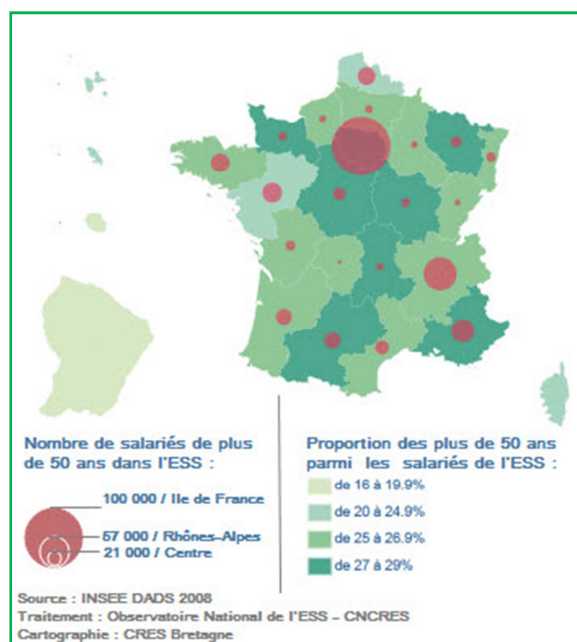 Nombre de salariés de plus
de 50 ans dans l'ESS :
100 000 / Ile de France
57 000 / Rhônes-Alpes
21 000 / Centre
Proportion des plus de 50 ans
parmi les salariés de l'ESS :
de 16 à 19.9%
de 20 à 24.9%
de 25 à 26.9%
de 27 à 29%
Source : INSEE DADS 2008
Traitement : Observatoire National de l'ESS - CNCRES
Cartographie : CRES Bretagne